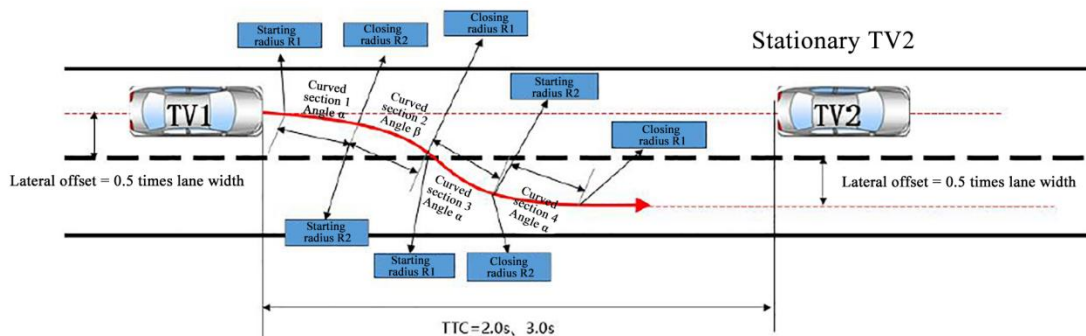 Starting
radius R1
Closing
radius R2
Closing
radius R1
Stationary TV2
TV1
Curved
section 1
Angle α
Curved
section 2
Angle β
Starting
radius R2
Closing
radius R1
TV2
Lateral offset = 0.5 times lane width
Lateral offset = 0.5 times lane width
Curved
section 3
Angle α
Curved
section 4
Angle α
Starting
radius R2
Starting
radius R1
Closing
radius R2
TTC=2.0s、3.0s